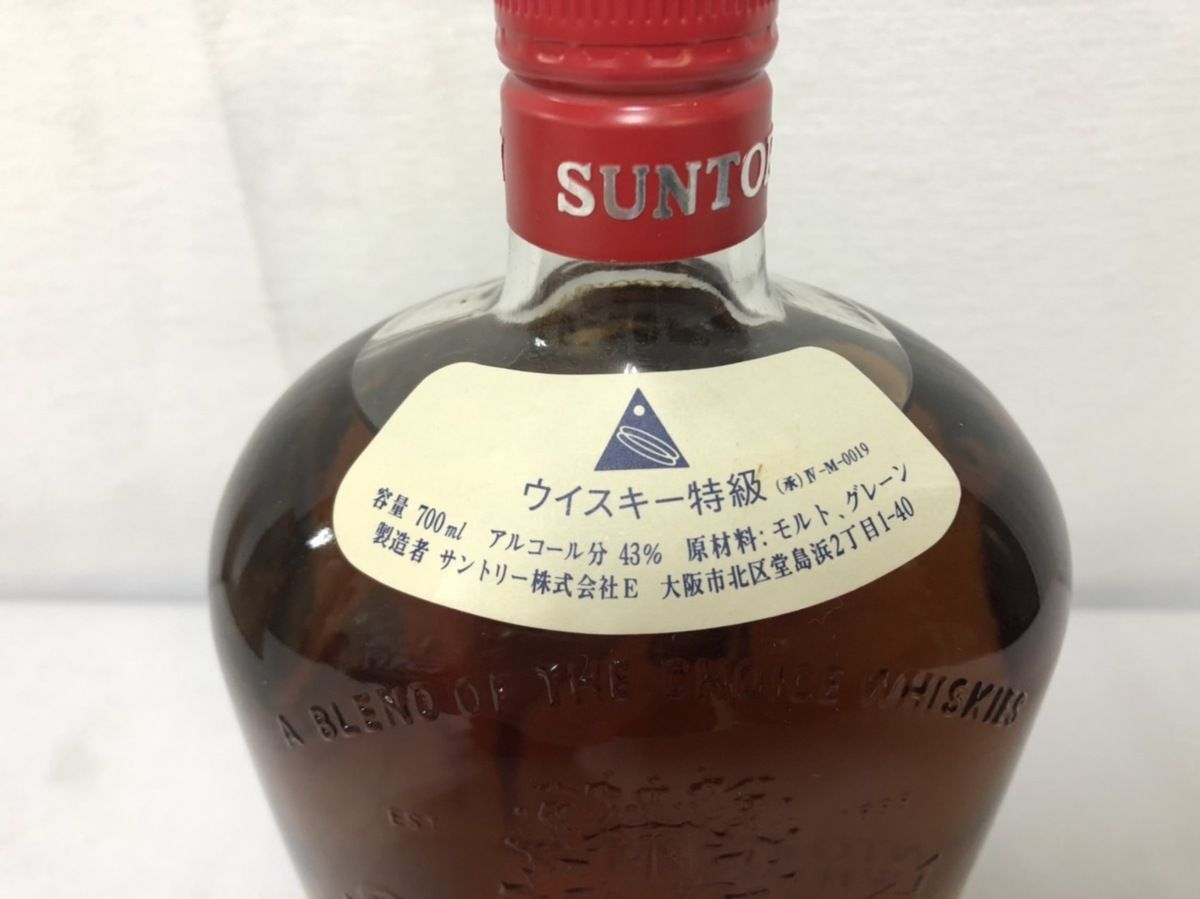 SUNTO
ウイスキー特級 (承)Ⅳ-M-0019
容量 700ml アルコール分 43% 原材料:モルト、グレーン
製造者 サントリー株式会社E 大阪市北区堂島浜2丁目1-40
A BLEND OF THE CHOICE WHISKIES
EST